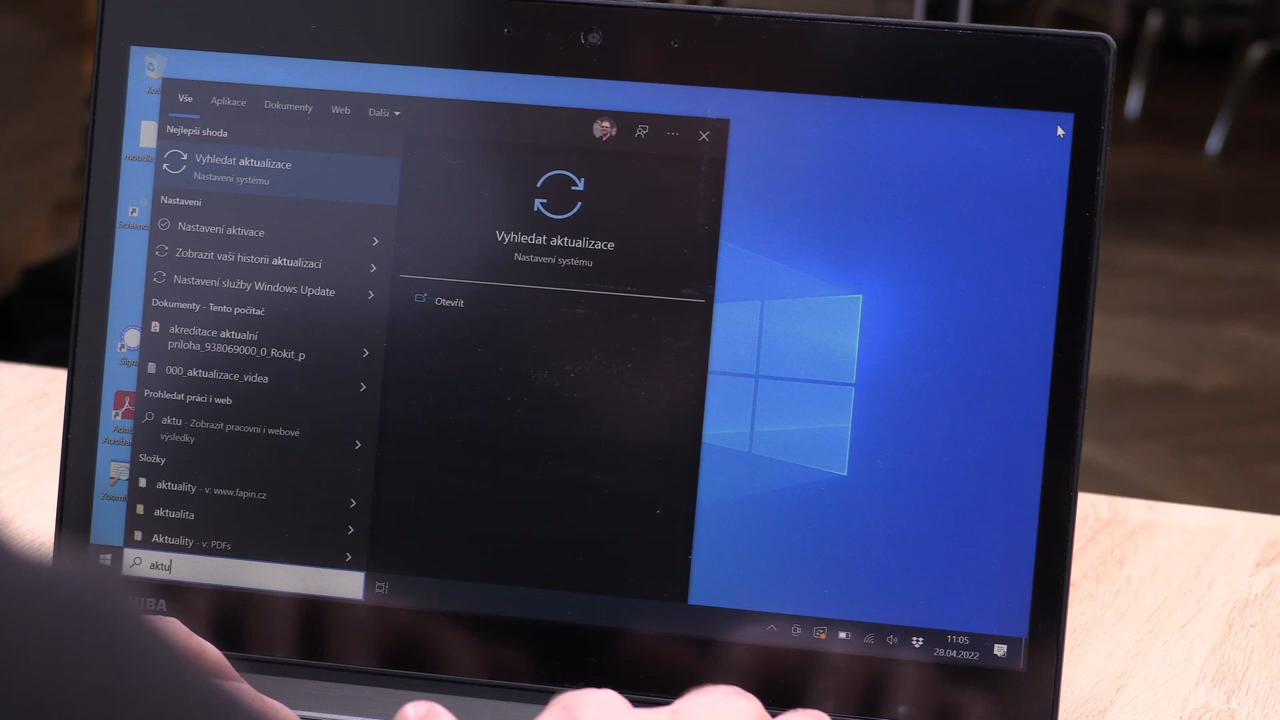 Koš
Vše Aplikace Dokumenty Web Další
Nejlepší shoda
Vyhledat aktualizace
Nastavení systému
Nastavení
Nastavení aktivace
Zobrazit vaši historii aktualizací
Nastavení služby Windows Update
Dokumenty - Tento počítač
akreditace aktualní
priloha_938069000_0_Rokit_p
000_aktualizace_videa
Prohledat práci i web
aktu - Zobrazit pracovní i webové
výsledky
Složky
aktuality - v: www.fapin.cz
aktualita
Aktuality - v: PDFs
aktu
Vyhledat aktualizace
Nastavení systému
Otevřít
11:05
28.04.2022